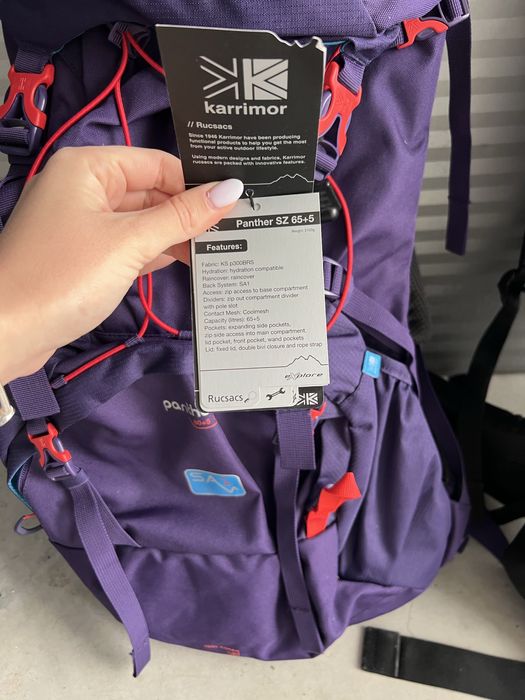 karrimor
// Rucsacs
Since 1946 Karrimor have been producing
functional products to help you get the most
from your active outdoor lifestyle.
Using modern designs and fabrics, Karrimor
rucsacs are packed with innovative features.
Panther SZ 65+5
Features:
Fabric: KS p300BRS
Hydration: hydration compatible
Raincover: raincover
Back System: SA1
Access: zip access to base compartment
Dividers: zip out compartment divider
with pole slot
Contact Mesh: Coolmesh
Capacity (litres): 65+5
Pockets: expanding side pockets,
zip side access into main compartment,
lid pocket, front pocket, wand pockets
Lid: fixed lid, double bivi closure and rope strap
explore
Rucsacs
panth
SA